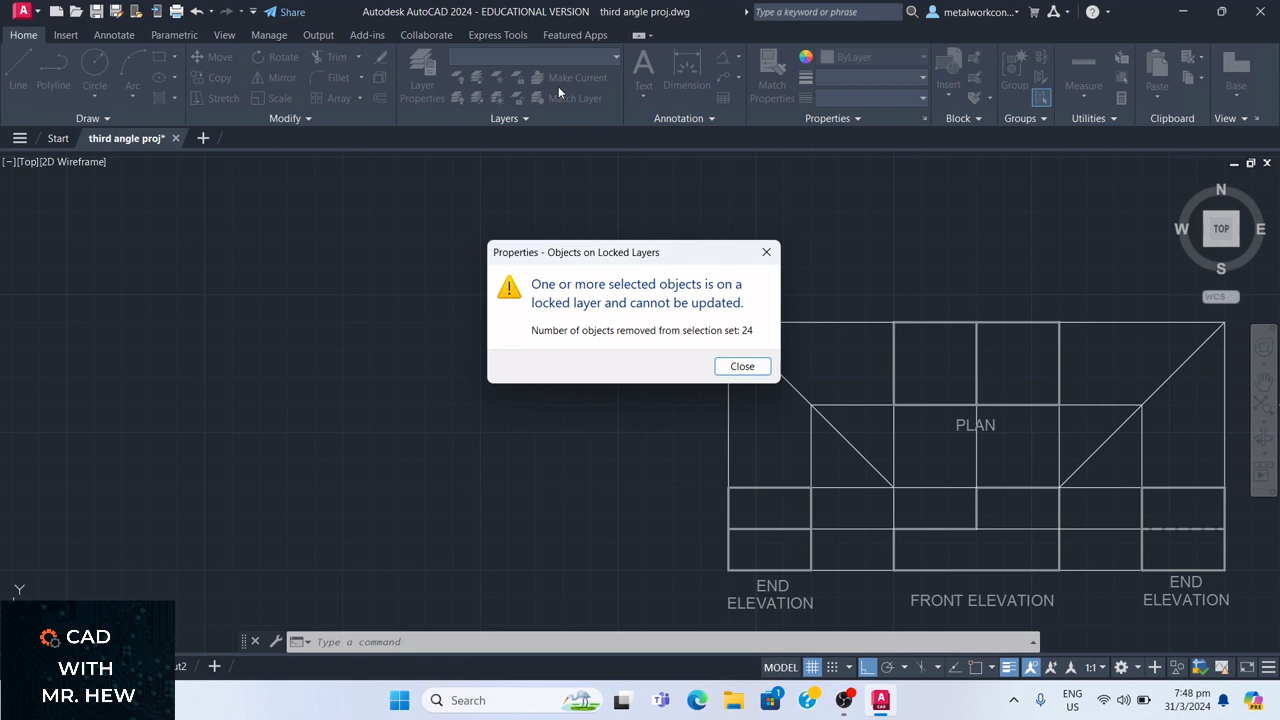 Share
Autodesk AutoCAD 2024 - EDUCATIONAL VERSION third angle proj.dwg
Type a keyword or phrase
metalworkcon...
Home Insert Annotate Parametric View Manage Output Add-ins Collaborate Express Tools Featured Apps
Line Polyline Circle Arc
Move Rotate Trim
Copy Mirror Fillet
Stretch Scale Array
Layer
Properties
Make Current
Match Layer
Text Dimension
Match
Properties
ByLayer
Insert
Group
Measure
Paste
Base
Draw Modify Layers Annotation Properties Block Groups Utilities Clipboard View
Start third angle proj*
[−][Top][2D Wireframe]
N
W TOP E
S
WCS
Properties - Objects on Locked Layers
One or more selected objects is on a
locked layer and cannot be updated.
Number of objects removed from selection set: 24
Close
PLAN
END
ELEVATION
FRONT ELEVATION
END
ELEVATION
Y
CAD
WITH
MR. HEW
Type a command
ut2
MODEL
1:1
Search
ENG
US
7:48 pm
31/3/2024